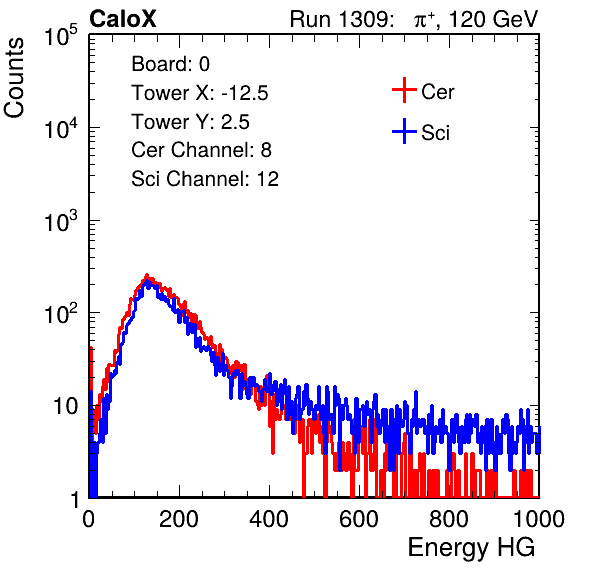 CaloX Run 1309: π⁺, 120 GeV
Counts
10⁵
10⁴
10³
10²
10
1
Board: 0
Tower X: -12.5
Tower Y: 2.5
Cer Channel: 8
Sci Channel: 12
Cer
Sci
0 200 400 600 800 1000
Energy HG